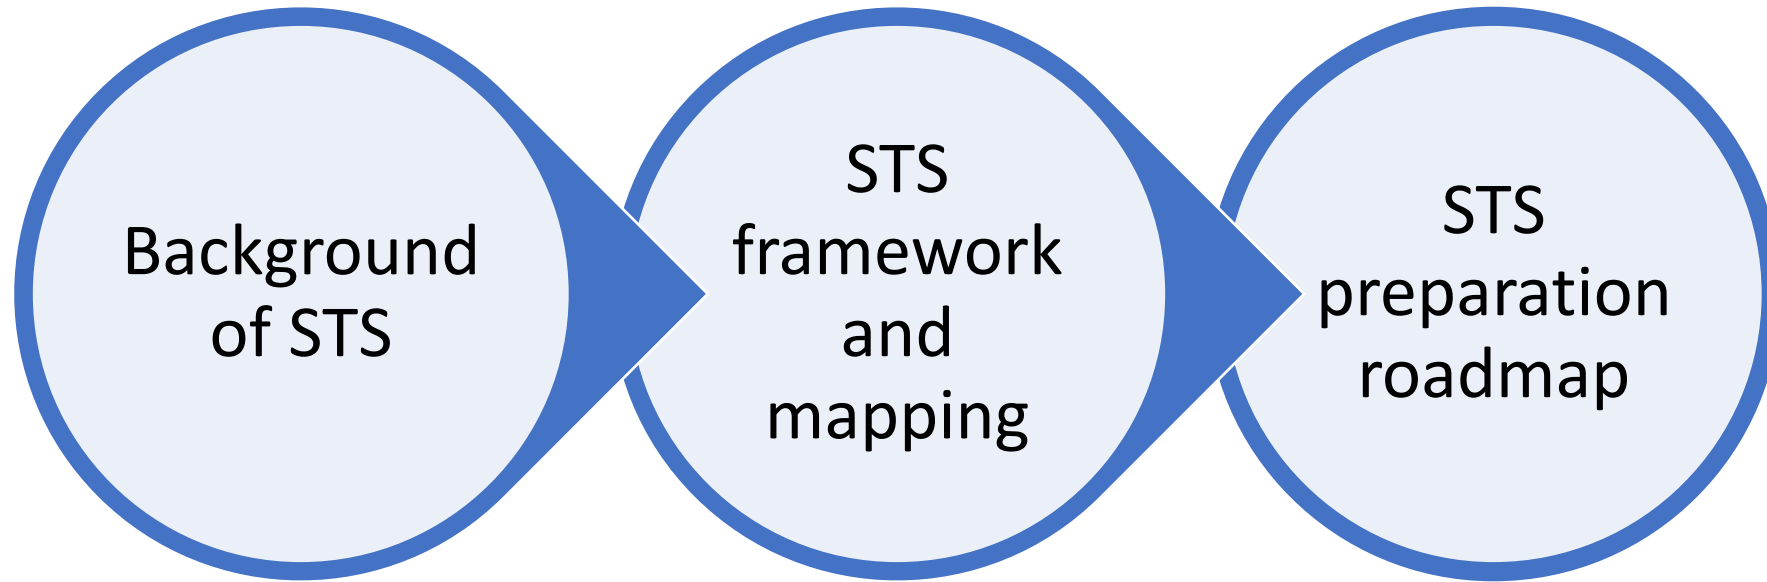 Background
of STS
STS
framework
and
mapping
STS
preparation
roadmap